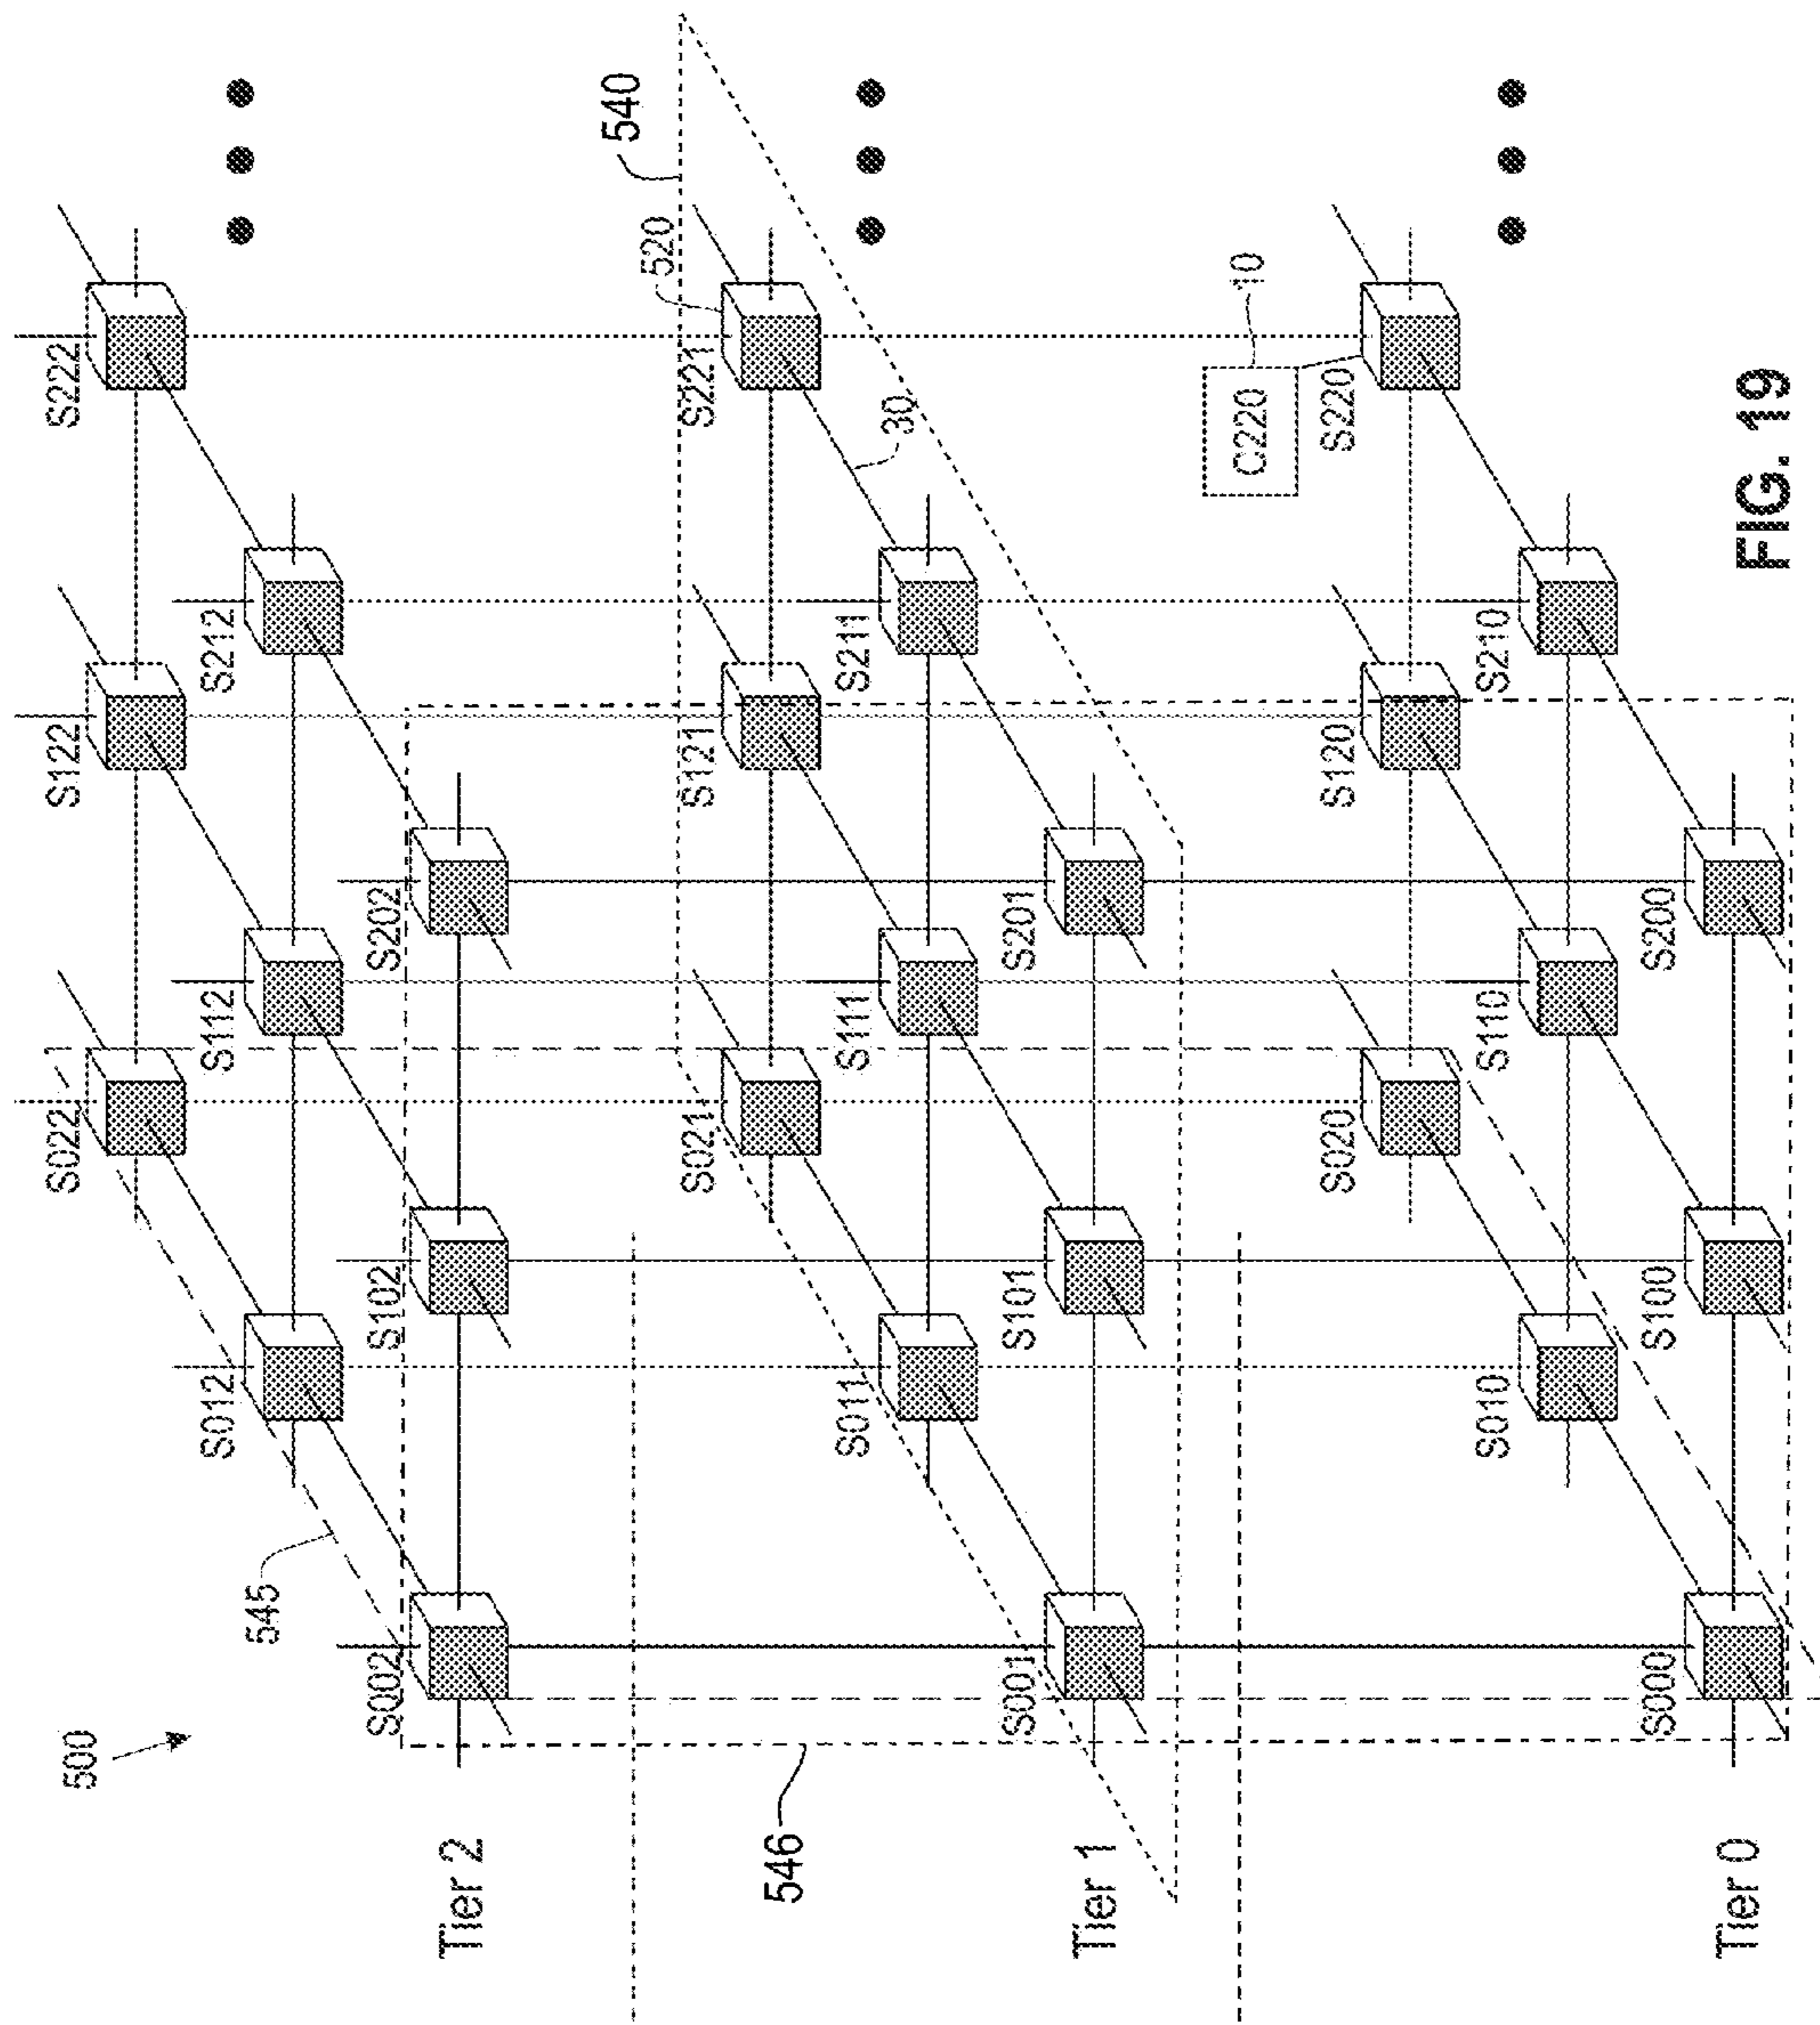 500
545
S022
S122
S222
S012
S112
S212
Tier 2
S002
S102
S202
546
540
520
S021
S121
S221
30
S011
S111
S211
Tier 1
S001
S101
S201
10
C220
S020
S120
S220
S010
S110
S210
Tier 0
S000
S100
S200
FIG. 19